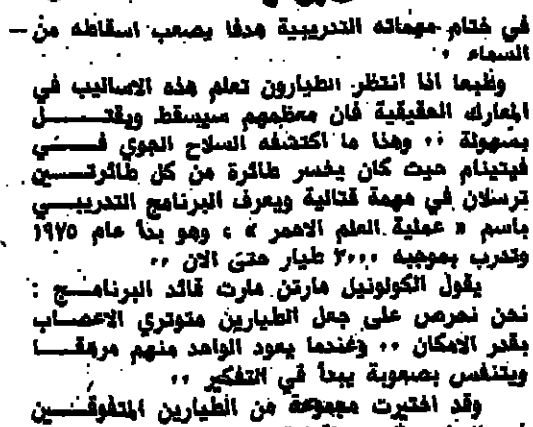 في ختام مهماته التدريبية هدفا يصعب اسقاطه من —
السماء ..
وطبعا اذا انتظر الطيارون تعلم هذه الاساليب في
المعارك الحقيقية فان معظمهم سيسقط ويقتـــــل
بسهولة .. وهذا ما اكتشفه السلاح الجوي فـــي
فيتنام حيث كان يخسر طائرة من كل طائرتـــين
ترسلان في مهمة قتالية ويعرف البرنامج التدريبـــي
باسم « عملية العلم الاحمر » ، وهو بدأ عام ١٩٧٥
وتدرب بموجبه ٣٠٠٠ طيار حتى الان ..
يقول الكولونيل مارتن مارت قائد البرنامـــج :
نحن نحرص على جعل الطيارين متوتري الاعصـــاب
بقدر الامكان .. وعندما يعود الواحد منهم مرهقـــا
ويتنفس بصعوبة يبدأ في التفكير ..
وقد اختيرت مجموعة من الطيارين المتفوقـــين